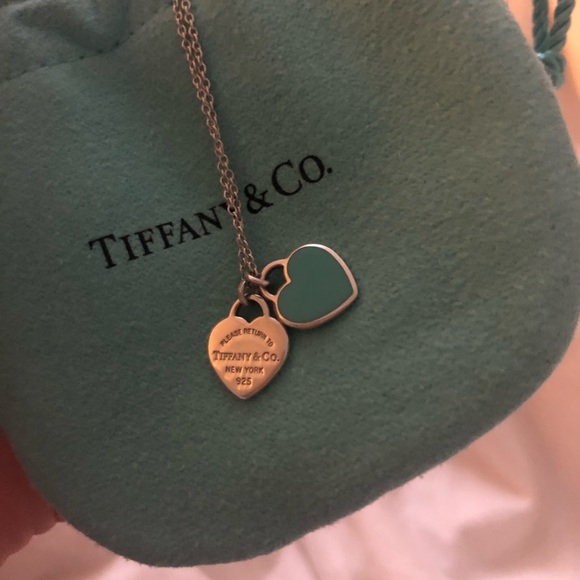 TIFFANY & CO.
PLEASE RETURN TO
TIFFANY & CO.
NEW YORK
925